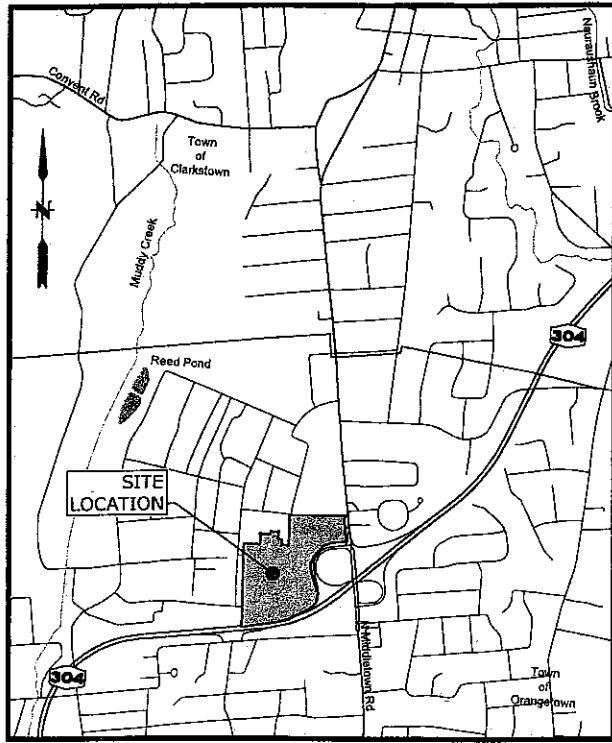 Convent Rd
Town
of
Clarkstown
Nauraushaun Brook
Muddy Creek
N
304
Reed Pond
SITE
LOCATION
N Middletown Rd
304
Town
of
Orangetown